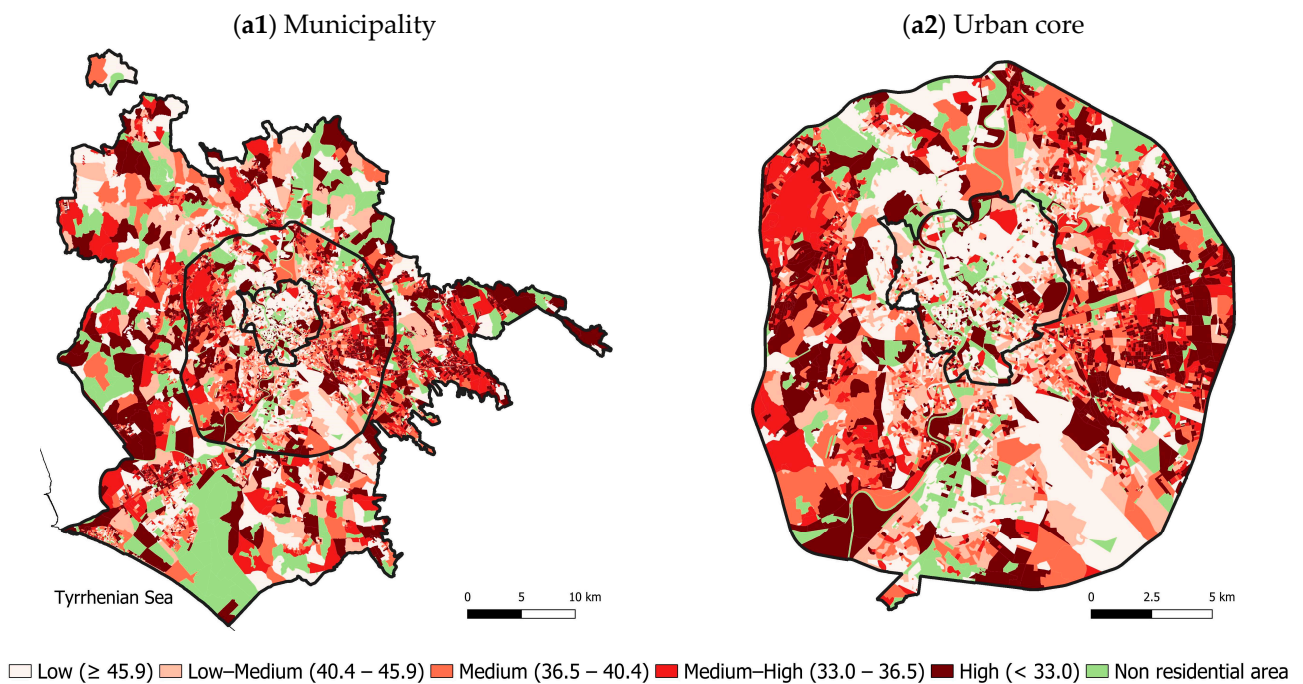 (a1) Municipality
(a2) Urban core
Tyrrhenian Sea
0 5 10 km
0 2.5 5 km
Low (≥ 45.9) Low–Medium (40.4 – 45.9) Medium (36.5 – 40.4) Medium–High (33.0 – 36.5) High (< 33.0) Non residential area